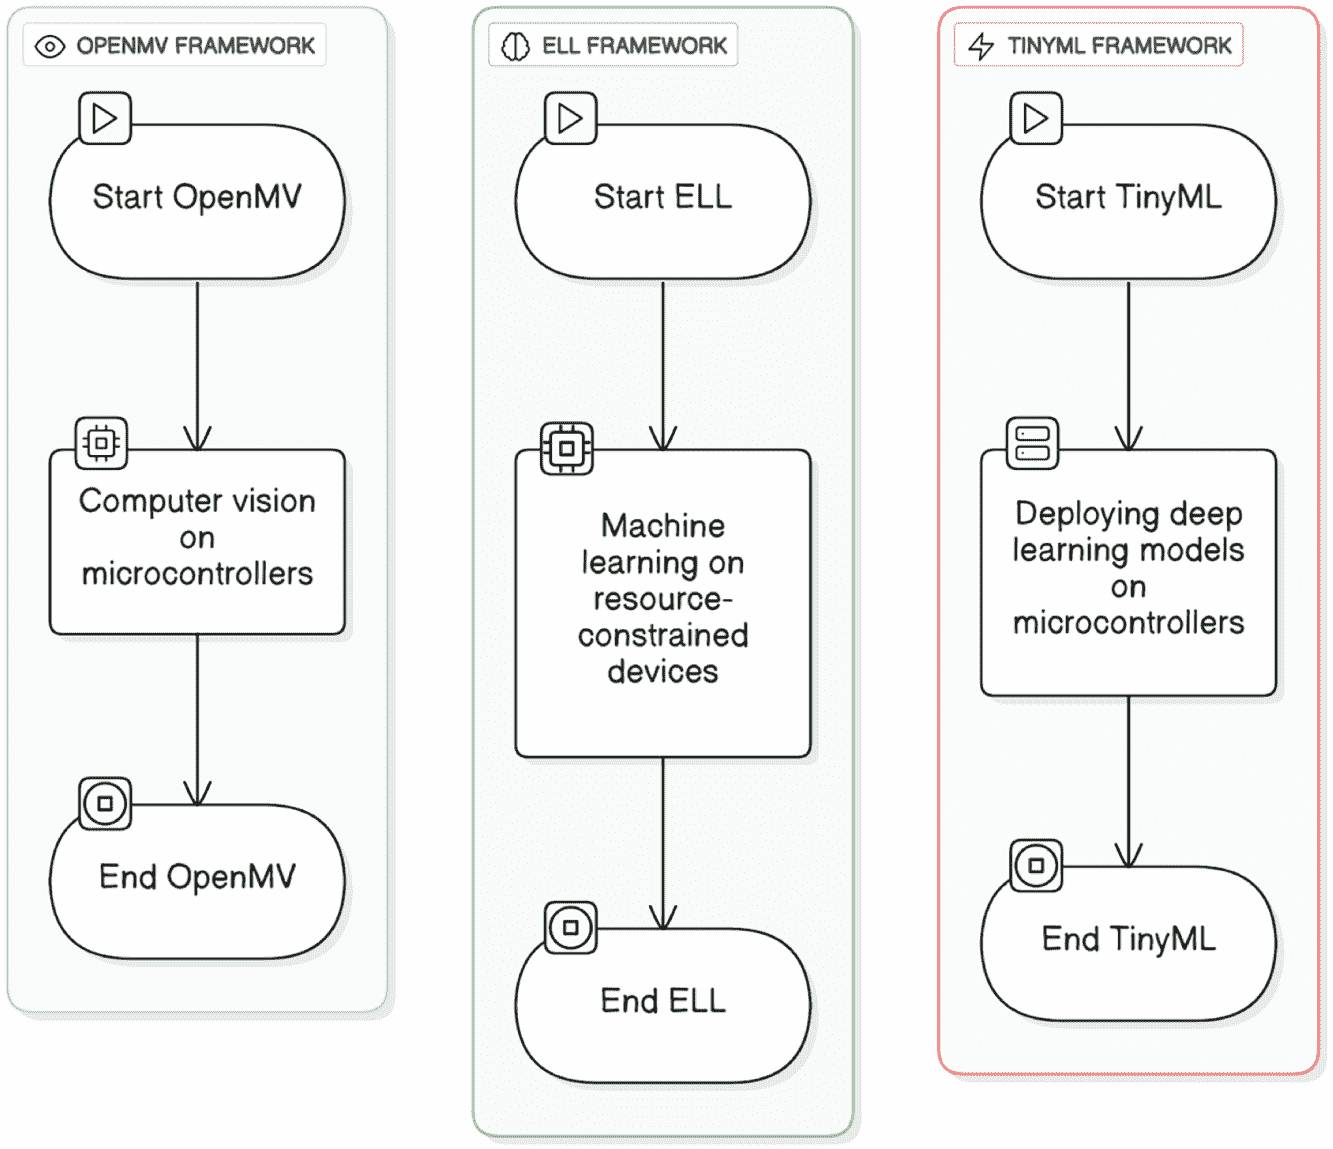 OPENMV FRAMEWORK
Start OpenMV
Computer vision
on
microcontrollers
End OpenMV
ELL FRAMEWORK
Start ELL
Machine
learning on
resource-
constrained
devices
End ELL
TINYML FRAMEWORK
Start TinyML
Deploying deep
learning models
on
microcontrollers
End TinyML